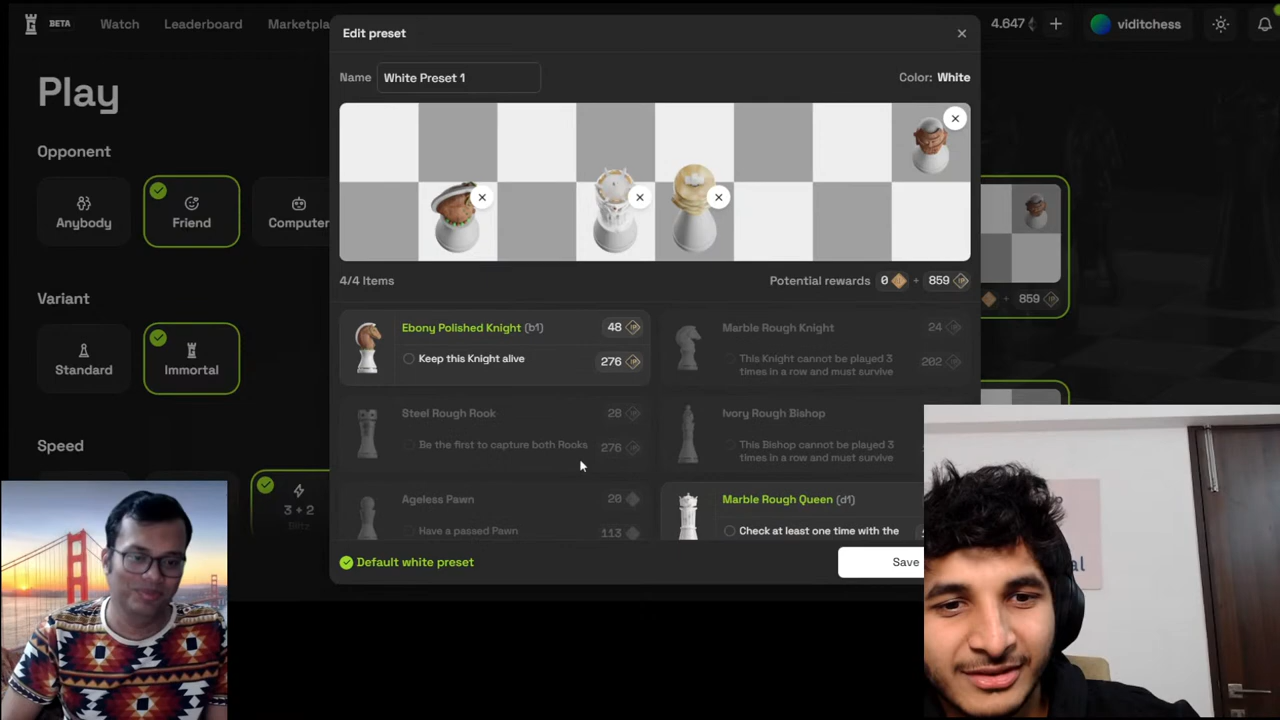 BETA
Watch
Leaderboard
Marketpla
4.647
viditchess
Edit preset
Name
White Preset 1
Color: White
Play
Opponent
Anybody
Friend
Computer
Variant
Standard
Immortal
Speed
3 + 2
4/4 Items
Potential rewards 0 + 859
+ 859
Ebony Polished Knight (b1) 48
Keep this Knight alive 276
Marble Rough Knight 24
This Knight cannot be played 3
times in a row and must survive
202
Steel Rough Rook 28
Be the first to capture both Rooks 276
Ivory Rough Bishop
This Bishop cannot be played 3
times in a row and must survive
Ageless Pawn 20
Have a passed Pawn 113
Marble Rough Queen (d1)
Check at least one time with the
Default white preset
Save
al